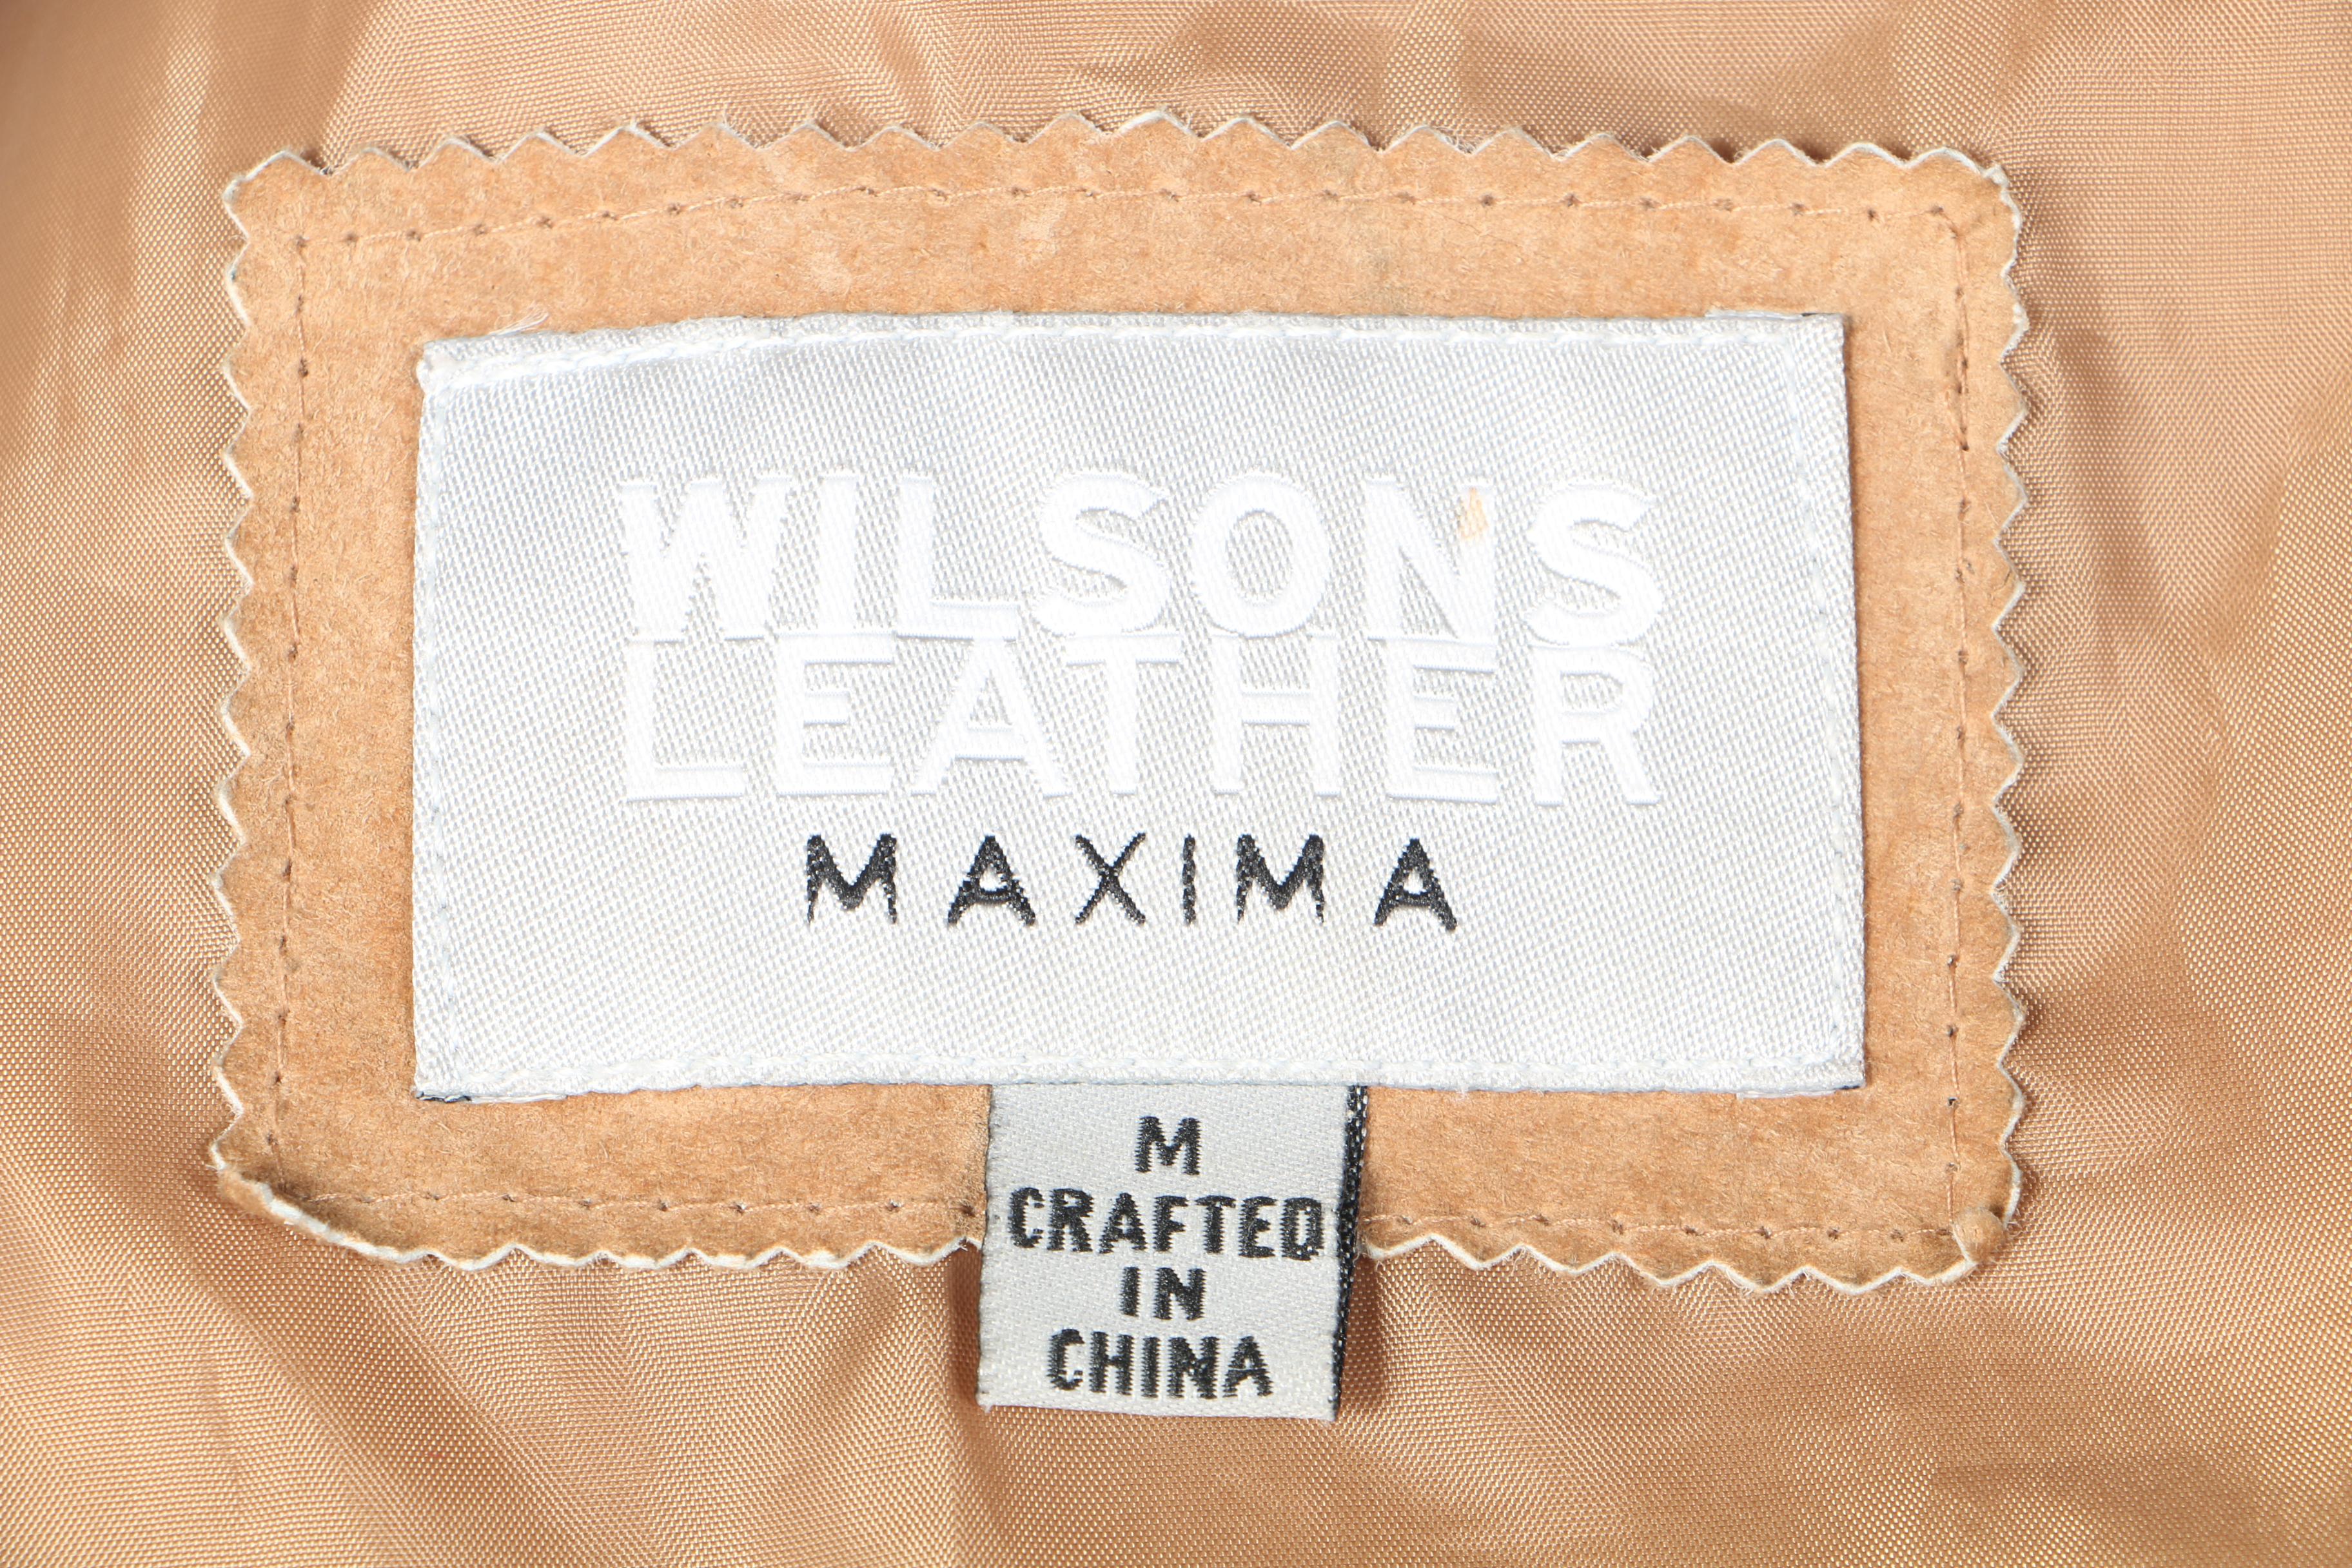 WILSONS
LEATHER
MAXIMA
M
CRAFTED
IN
CHINA